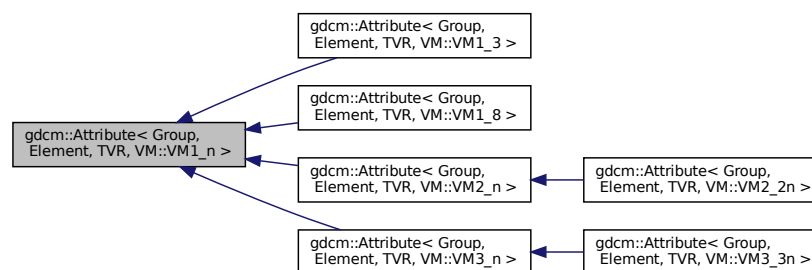 gdcm::Attribute< Group,
Element, TVR, VM::VM1_3 >
gdcm::Attribute< Group,
Element, TVR, VM::VM1_8 >
gdcm::Attribute< Group,
Element, TVR, VM::VM1_n >
gdcm::Attribute< Group,
Element, TVR, VM::VM2_n >
gdcm::Attribute< Group,
Element, TVR, VM::VM2_2n >
gdcm::Attribute< Group,
Element, TVR, VM::VM3_n >
gdcm::Attribute< Group,
Element, TVR, VM::VM3_3n >